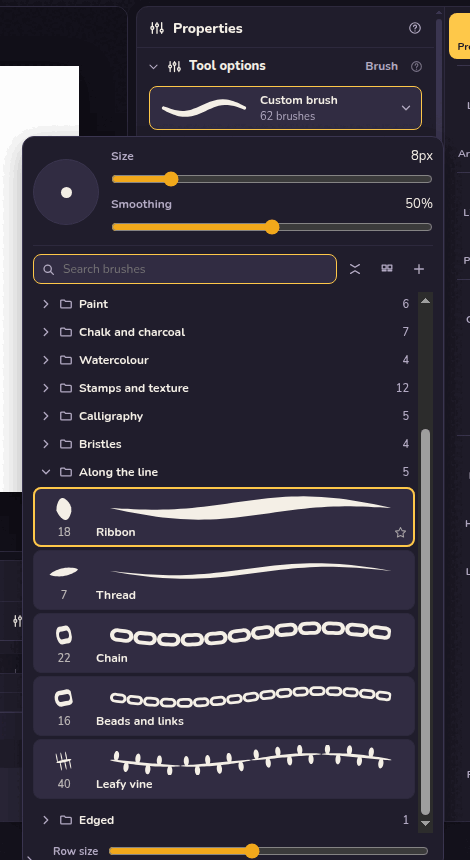 Properties
Tool options
Brush
Custom brush
62 brushes
Size
8px
Smoothing
50%
Search brushes
Paint
6
Chalk and charcoal
7
Watercolour
4
Stamps and texture
12
Calligraphy
5
Bristles
4
Along the line
5
18
Ribbon
7
Thread
22
Chain
16
Beads and links
40
Leafy vine
Edged
1
Row size